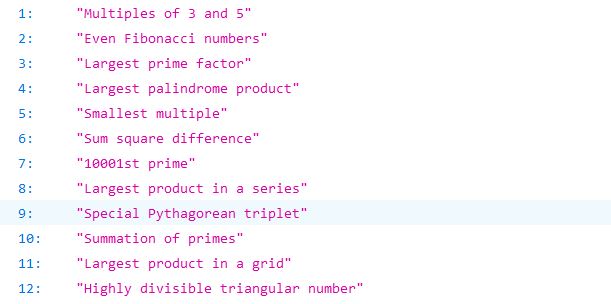 1: "Multiples of 3 and 5"
2: "Even Fibonacci numbers"
3: "Largest prime factor"
4: "Largest palindrome product"
5: "Smallest multiple"
6: "Sum square difference"
7: "10001st prime"
8: "Largest product in a series"
9: "Special Pythagorean triplet"
10: "Summation of primes"
11: "Largest product in a grid"
12: "Highly divisible triangular number"